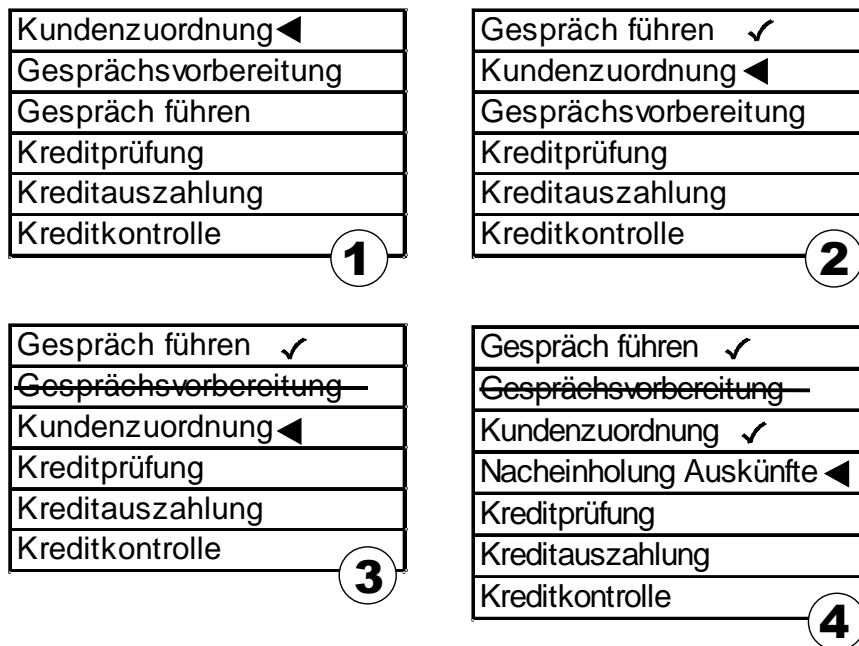 Kundenzuordnung
Gesprächsvorbereitung
Gespräch führen
Kreditprüfung
Kreditauszahlung
Kreditkontrolle
1
Gespräch führen ✓
Kundenzuordnung
Gesprächsvorbereitung
Kreditprüfung
Kreditauszahlung
Kreditkontrolle
2
Gespräch führen ✓
Gesprächsvorbereitung
Kundenzuordnung
Kreditprüfung
Kreditauszahlung
Kreditkontrolle
3
Gespräch führen ✓
Gesprächsvorbereitung
Kundenzuordnung ✓
Nacheinholung Auskünfte
Kreditprüfung
Kreditauszahlung
Kreditkontrolle
4